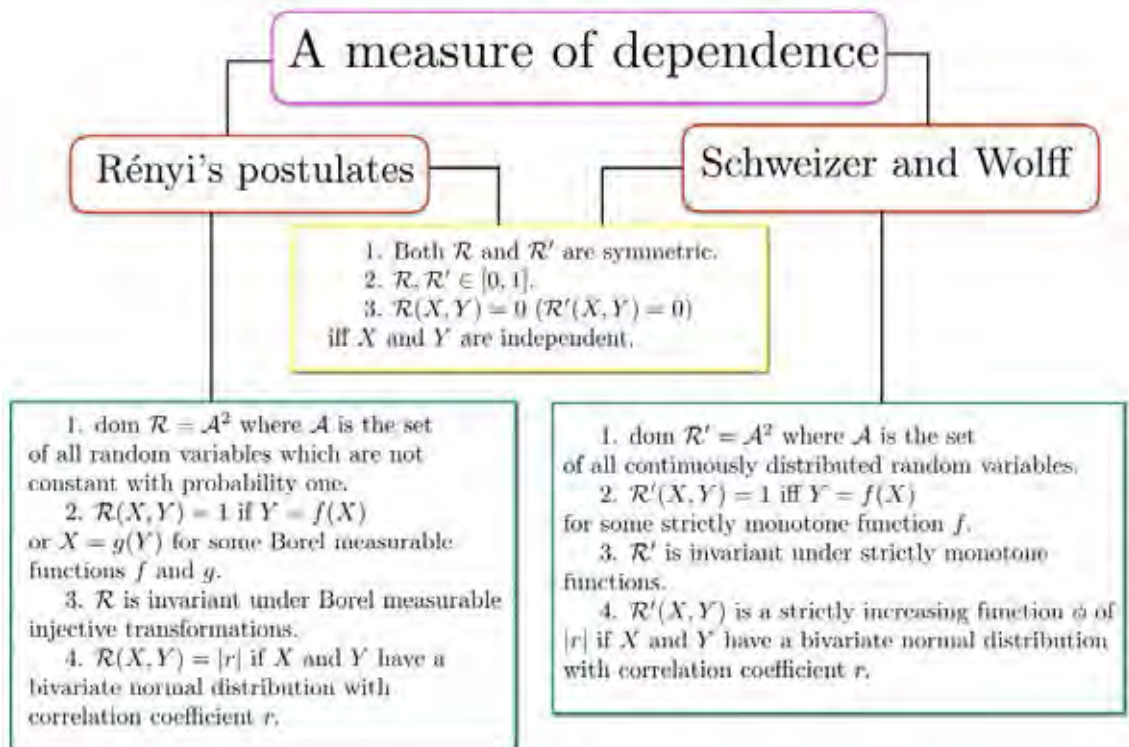 A measure of dependence
Rényi's postulates
Schweizer and Wolff
1. Both ℛ and ℛ′ are symmetric.
2. ℛ, ℛ′ ∈ [0, 1].
3. ℛ(X, Y) = 0 (ℛ′(X, Y) = 0)
iff X and Y are independent.
1. dom ℛ = 𝒜² where 𝒜 is the set
of all random variables which are not
constant with probability one.
2. ℛ(X, Y) = 1 if Y = f(X)
or X = g(Y) for some Borel measurable
functions f and g.
3. ℛ is invariant under Borel measurable
injective transformations.
4. ℛ(X, Y) = |r| if X and Y have a
bivariate normal distribution with
correlation coefficient r.
1. dom ℛ′ = 𝒜² where 𝒜 is the set
of all continuously distributed random variables.
2. ℛ′(X, Y) = 1 iff Y = f(X)
for some strictly monotone function f.
3. ℛ′ is invariant under strictly monotone
functions.
4. ℛ′(X, Y) is a strictly increasing function ϕ of
|r| if X and Y have a bivariate normal distribution
with correlation coefficient r.